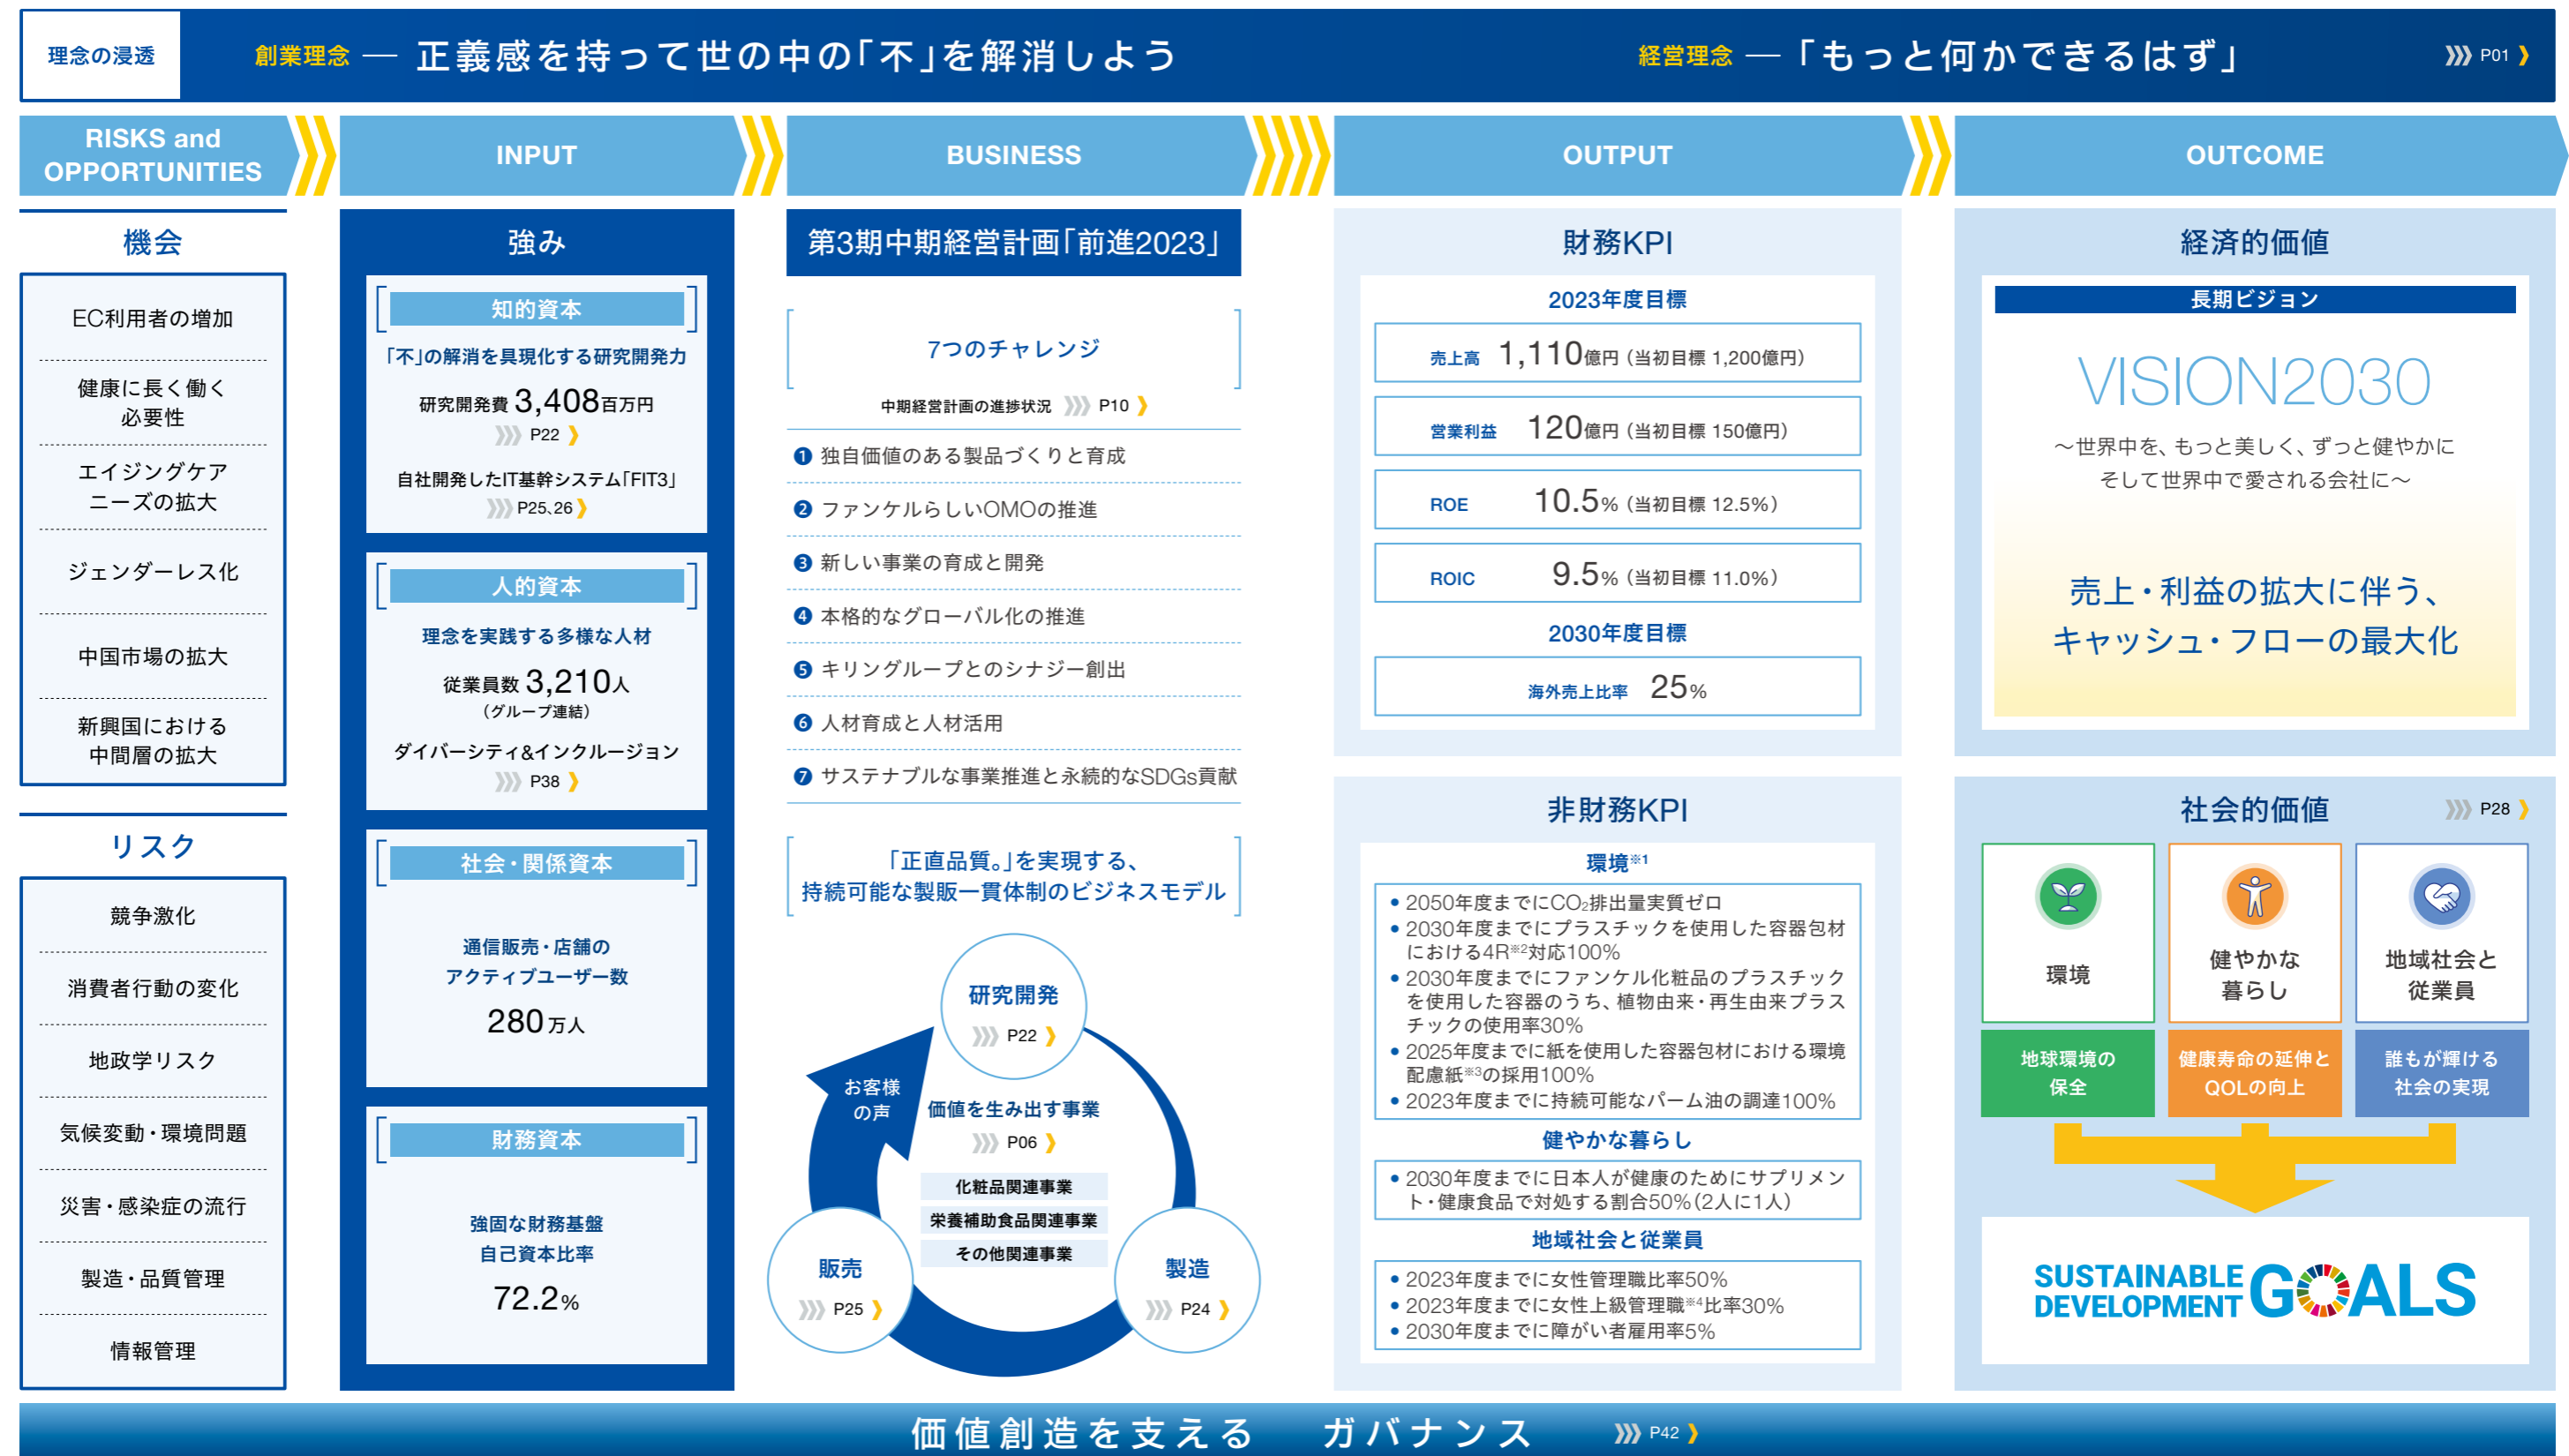 理念の浸透
創業理念 — 正義感を持って世の中の「不」を解消しよう
経営理念 —「もっと何かできるはず」
P01
RISKS and
OPPORTUNITIES
INPUT
BUSINESS
OUTPUT
OUTCOME
機会
EC利用者の増加
健康に長く働く
必要性
エイジングケア
ニーズの拡大
ジェンダーレス化
中国市場の拡大
新興国における
中間層の拡大
リスク
競争激化
消費者行動の変化
地政学リスク
気候変動・環境問題
災害・感染症の流行
製造・品質管理
情報管理
強み
知的資本
「不」の解消を具現化する研究開発力
研究開発費 3,408百万円
P22
自社開発したIT基幹システム「FIT3」
P25、26
人的資本
理念を実践する多様な人材
従業員数 3,210人
（グループ連結）
ダイバーシティ&インクルージョン
P38
社会・関係資本
通信販売・店舗の
アクティブユーザー数
280万人
財務資本
強固な財務基盤
自己資本比率
72.2%
第3期中期経営計画「前進2023」
7つのチャレンジ
中期経営計画の進捗状況 P10
❶ 独自価値のある製品づくりと育成
❷ ファンケルらしいOMOの推進
❸ 新しい事業の育成と開発
❹ 本格的なグローバル化の推進
❺ キリングループとのシナジー創出
❻ 人材育成と人材活用
❼ サステナブルな事業推進と永続的なSDGs貢献
「正直品質。」を実現する、
持続可能な製販一貫体制のビジネスモデル
研究開発
P22
お客様
の声
価値を生み出す事業
P06
化粧品関連事業
栄養補助食品関連事業
その他関連事業
販売
P25
製造
P24
財務KPI
2023年度目標
売上高 1,110億円（当初目標 1,200億円）
営業利益 120億円（当初目標 150億円）
ROE 10.5%（当初目標 12.5%）
ROIC 9.5%（当初目標 11.0%）
2030年度目標
海外売上比率 25%
非財務KPI
環境※1
● 2050年度までにCO₂排出量実質ゼロ
● 2030年度までにプラスチックを使用した容器包材
における4R※2対応100%
● 2030年度までにファンケル化粧品のプラスチック
を使用した容器のうち、植物由来・再生由来プラス
チックの使用率30%
● 2025年度までに紙を使用した容器包材における環境
配慮紙※3の採用100%
● 2023年度までに持続可能なパーム油の調達100%
健やかな暮らし
● 2030年度までに日本人が健康のためにサプリメン
ト・健康食品で対処する割合50%（2人に1人）
地域社会と従業員
● 2023年度までに女性管理職比率50%
● 2023年度までに女性上級管理職※4比率30%
● 2030年度までに障がい者雇用率5%
経済的価値
長期ビジョン
VISION2030
～世界中を、もっと美しく、ずっと健やかに
そして世界中で愛される会社に～
売上・利益の拡大に伴う、
キャッシュ・フローの最大化
社会的価値
P28
環境
健やかな
暮らし
地域社会と
従業員
地球環境の
保全
健康寿命の延伸と
QOLの向上
誰もが輝ける
社会の実現
SUSTAINABLE
DEVELOPMENT GOALS
価値創造を支える ガバナンス P42